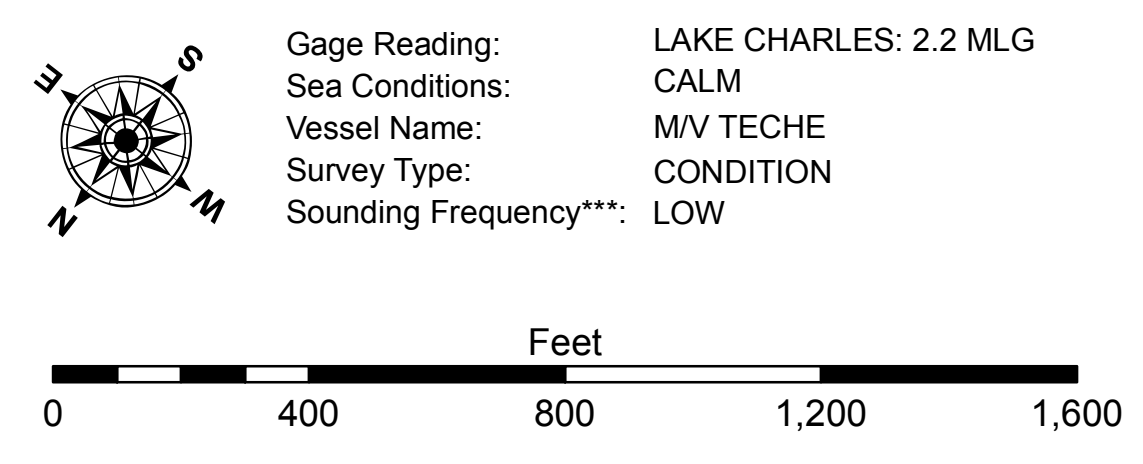 S
E
W
N
Gage Reading: LAKE CHARLES: 2.2 MLG
Sea Conditions: CALM
Vessel Name: M/V TECHE
Survey Type: CONDITION
Sounding Frequency***: LOW
Feet
0 400 800 1,200 1,600